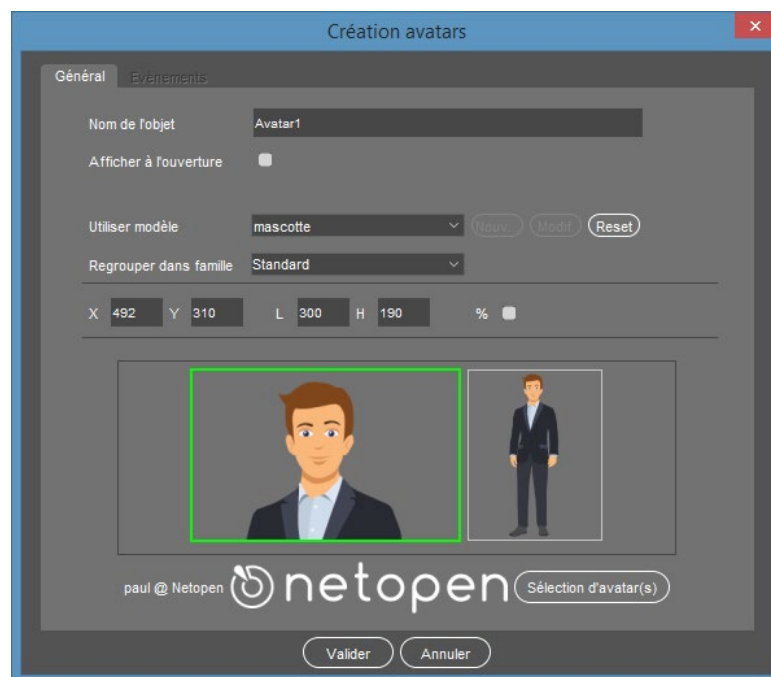 Création avatars
Général Evènements
Nom de l'objet Avatar1
Afficher à l'ouverture
Utiliser modèle mascotte Nouv... Modif Reset
Regrouper dans famille Standard
X 492 Y 310 L 300 H 190 %
paul @ Netopen netopen Sélection d'avatar(s)
Valider Annuler